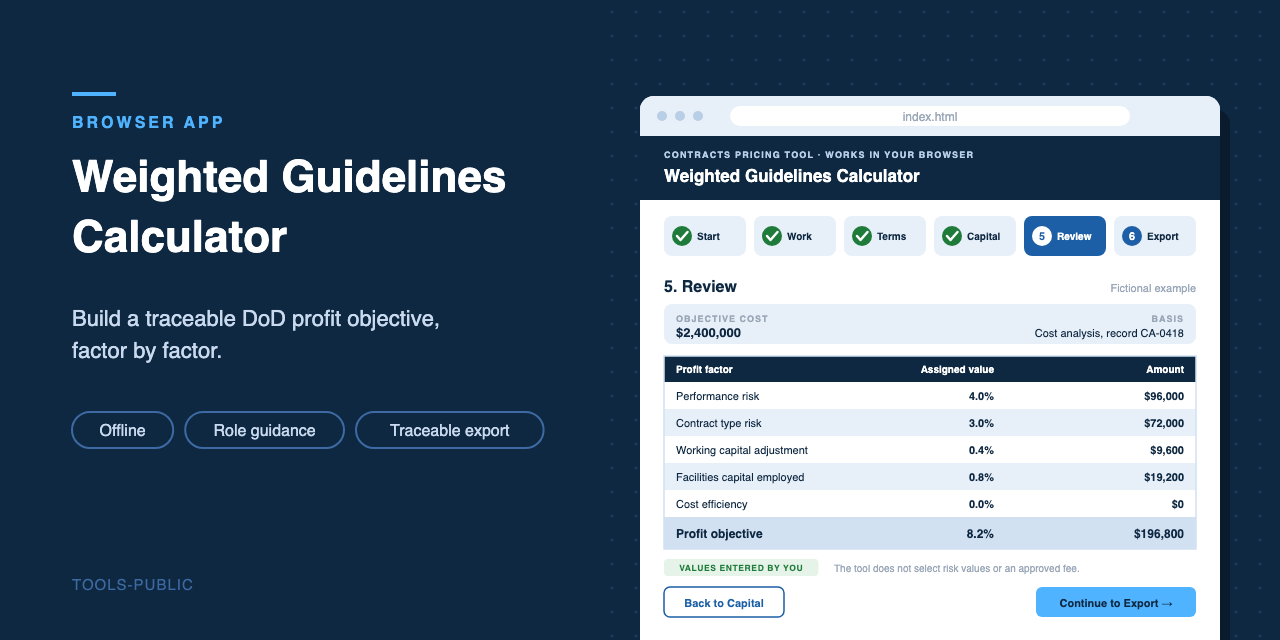 BROWSER APP
Weighted Guidelines
Calculator
Build a traceable DoD profit objective,
factor by factor.
Offline
Role guidance
Traceable export
TOOLS-PUBLIC
index.html
CONTRACTS PRICING TOOL · WORKS IN YOUR BROWSER
Weighted Guidelines Calculator
Start
Work
Terms
Capital
5 Review
6 Export
5. Review
Fictional example
OBJECTIVE COST
$2,400,000
BASIS
Cost analysis, record CA-0418
Profit factor Assigned value Amount
Performance risk 4.0% $96,000
Contract type risk 3.0% $72,000
Working capital adjustment 0.4% $9,600
Facilities capital employed 0.8% $19,200
Cost efficiency 0.0% $0
Profit objective 8.2% $196,800
VALUES ENTERED BY YOU
The tool does not select risk values or an approved fee.
Back to Capital
Continue to Export →